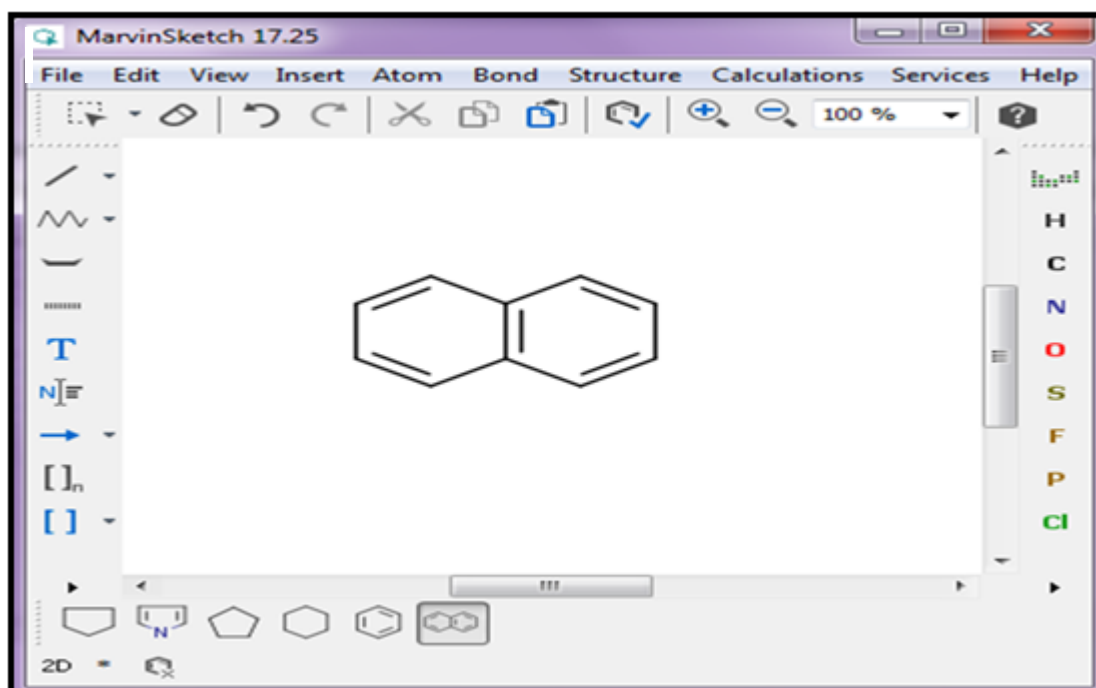 MarvinSketch 17.25
File Edit View Insert Atom Bond Structure Calculations Services Help
100 %
H
C
N
T
O
N
S
F
[ ]n
P
[ ]
Cl
N
2D